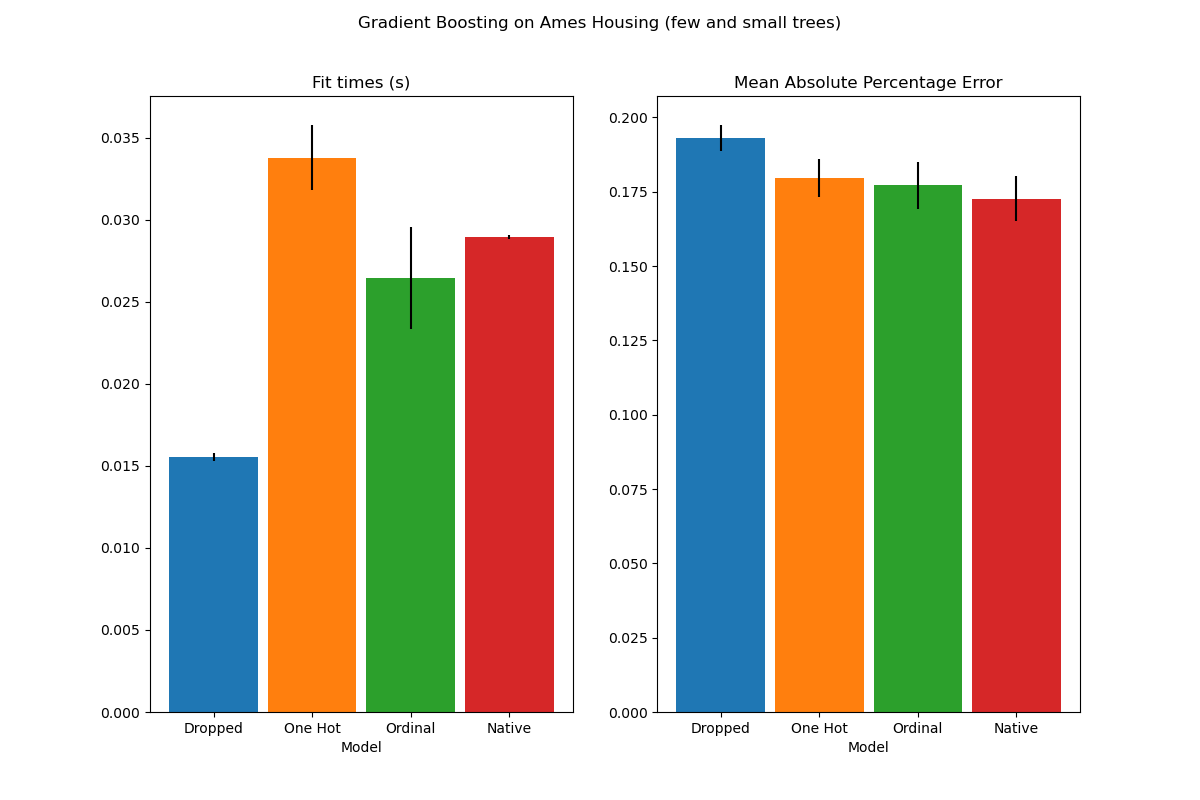 Gradient Boosting on Ames Housing (few and small trees)
Fit times (s)
0.035
0.030
0.025
0.020
0.015
0.010
0.005
0.000
Dropped One Hot Ordinal Native
Model
Mean Absolute Percentage Error
0.200
0.175
0.150
0.125
0.100
0.075
0.050
0.025
0.000
Dropped One Hot Ordinal Native
Model